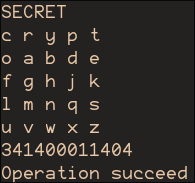 SECRET
c r y p t
o a b d e
f g h j k
l m n q s
u v w x z
341400011404
Operation succeed